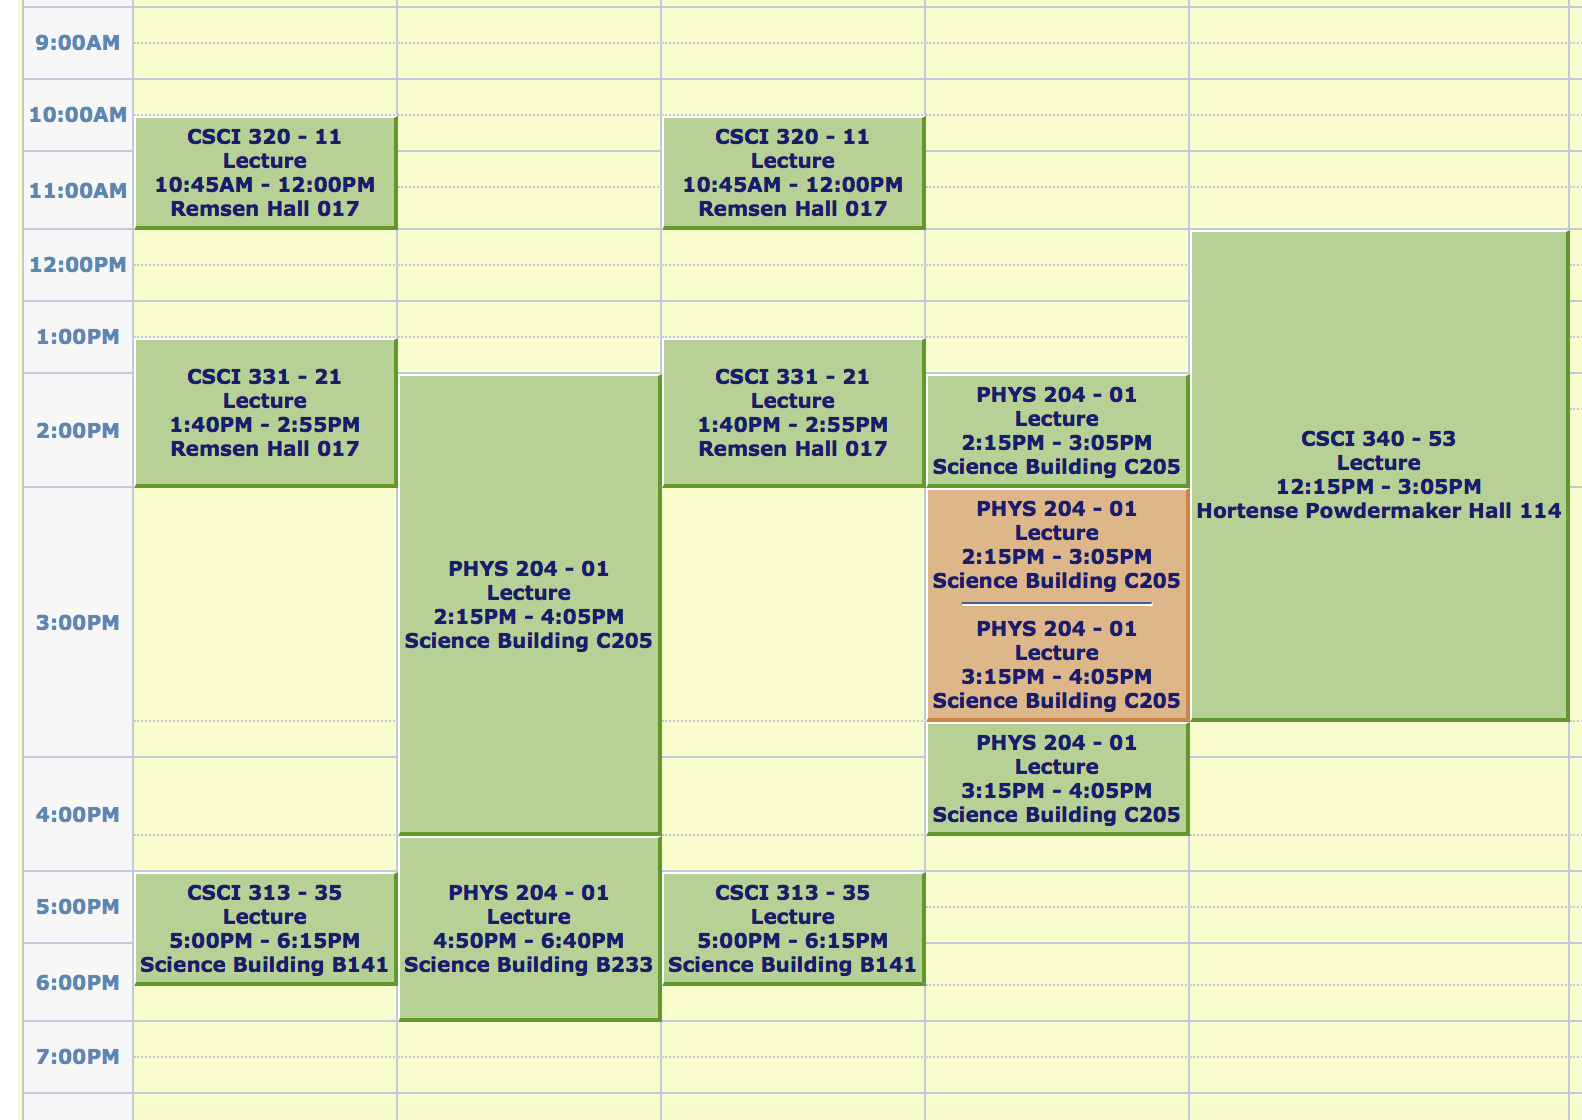 9:00AM
10:00AM
CSCI 320 - 11
Lecture
10:45AM - 12:00PM
Remsen Hall 017
CSCI 320 - 11
Lecture
10:45AM - 12:00PM
Remsen Hall 017
11:00AM
12:00PM
CSCI 340 - 53
Lecture
12:15PM - 3:05PM
Hortense Powdermaker Hall 114
1:00PM
CSCI 331 - 21
Lecture
1:40PM - 2:55PM
Remsen Hall 017
CSCI 331 - 21
Lecture
1:40PM - 2:55PM
Remsen Hall 017
2:00PM
PHYS 204 - 01
Lecture
2:15PM - 4:05PM
Science Building C205
PHYS 204 - 01
Lecture
2:15PM - 3:05PM
Science Building C205
PHYS 204 - 01
Lecture
2:15PM - 3:05PM
Science Building C205
PHYS 204 - 01
Lecture
3:15PM - 4:05PM
Science Building C205
3:00PM
PHYS 204 - 01
Lecture
3:15PM - 4:05PM
Science Building C205
4:00PM
CSCI 313 - 35
Lecture
5:00PM - 6:15PM
Science Building B141
PHYS 204 - 01
Lecture
4:50PM - 6:40PM
Science Building B233
CSCI 313 - 35
Lecture
5:00PM - 6:15PM
Science Building B141
5:00PM
6:00PM
7:00PM